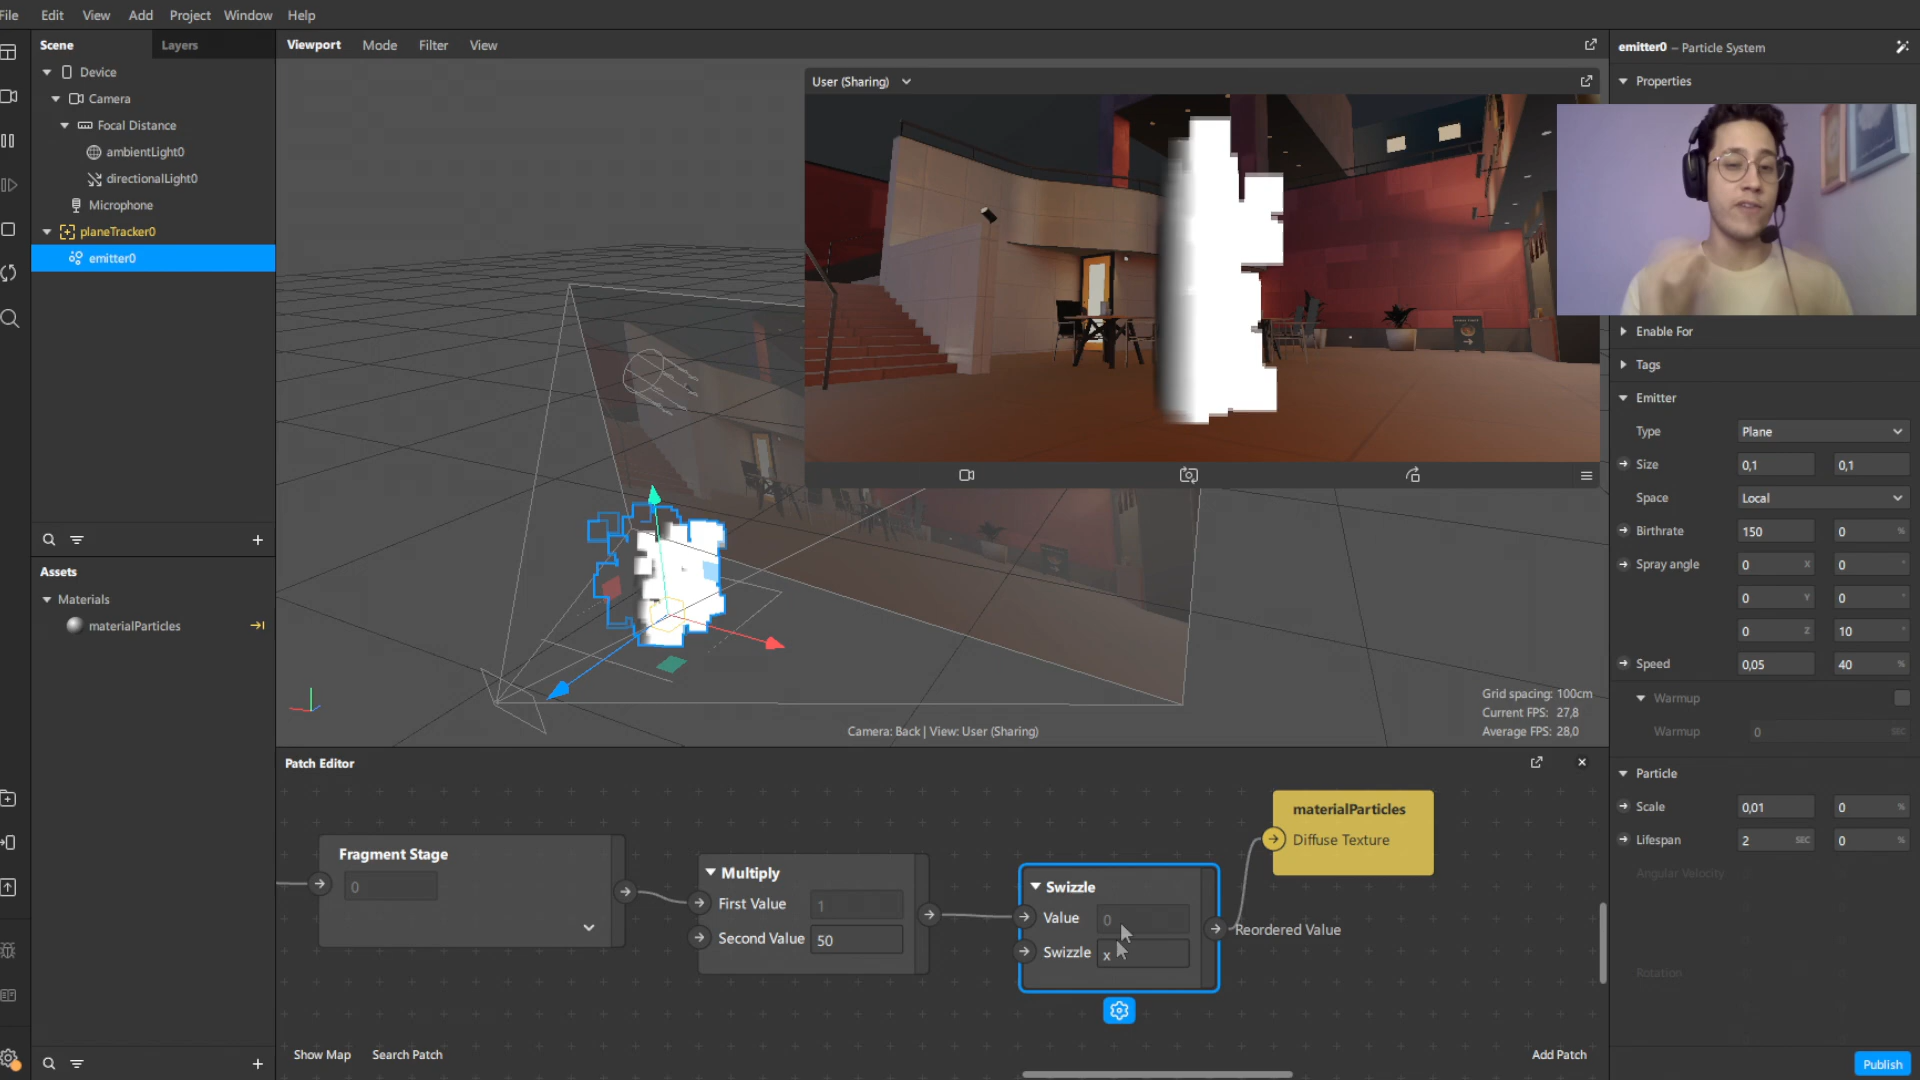 File Edit View Add Project Window Help
Scene Layers
Device
Camera
Focal Distance
ambientLight0
directionalLight0
Microphone
planeTracker0
emitter0
Assets
Materials
materialParticles
Viewport Mode Filter View
User (Sharing)
Grid spacing: 100cm
Current FPS: 27,8
Average FPS: 28,0
Camera: Back | View: User (Sharing)
Patch Editor
Fragment Stage
0
Multiply
First Value 1
Second Value 50
Swizzle
Value 0
Swizzle x
Reordered Value
materialParticles
Diffuse Texture
Show Map Search Patch
Add Patch
emitter0 – Particle System
Properties
Enable For
Tags
Emitter
Type Plane
Size 0,1 0,1
Space Local
Birthrate 150 0 %
Spray angle 0 X 0 °
0 Y 0 °
0 Z 10 °
Speed 0,05 40 %
Warmup
Warmup 0 SEC
Particle
Scale 0,01 0 %
Lifespan 2 SEC 0 %
Angular Velocity
Rotation
Publish